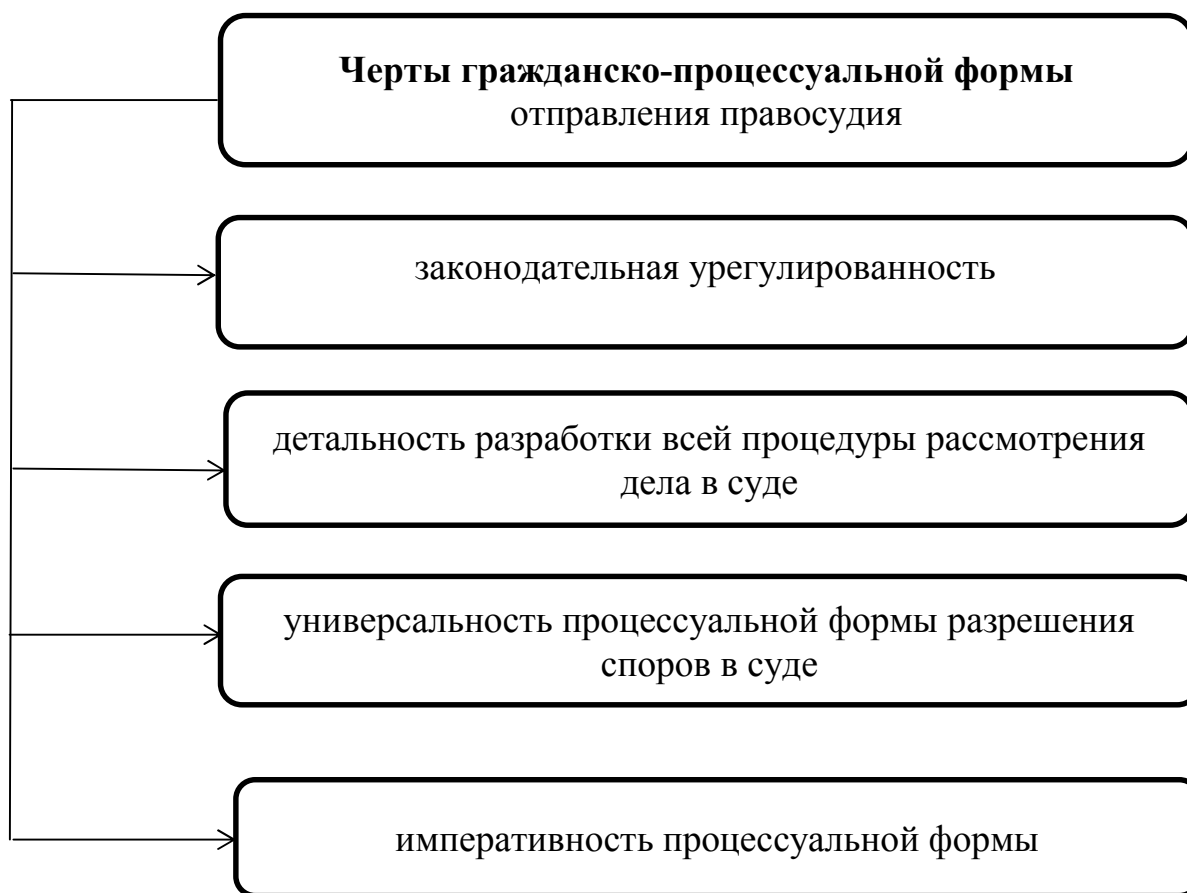 Черты гражданско-процессуальной формы
отправления правосудия
законодательная урегулированность
детальность разработки всей процедуры рассмотрения
дела в суде
универсальность процессуальной формы разрешения
споров в суде
императивность процессуальной формы